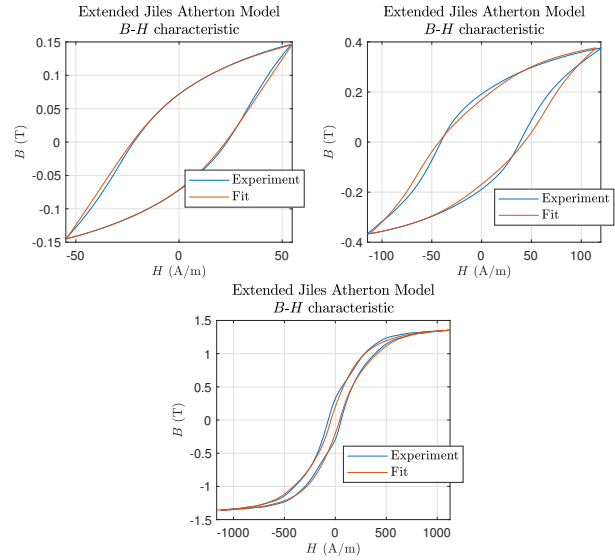 Extended Jiles Atherton Model
B-H characteristic
0.15
0.1
0.05
0
-0.05
-0.1
-0.15
B (T)
Experiment
Fit
-50 0 50
H (A/m)
Extended Jiles Atherton Model
B-H characteristic
0.4
0.2
0
-0.2
-0.4
B (T)
Experiment
Fit
-100 -50 0 50 100
H (A/m)
Extended Jiles Atherton Model
B-H characteristic
1.5
1
0.5
0
-0.5
-1
-1.5
B (T)
Experiment
Fit
-1000 -500 0 500 1000
H (A/m)